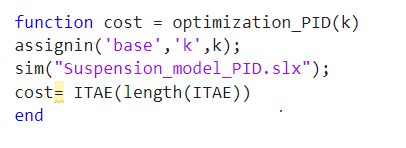 function cost = optimization_PID(k)
assignin('base','k',k);
sim("Suspension_model_PID.slx");
cost= ITAE(length(ITAE))
end